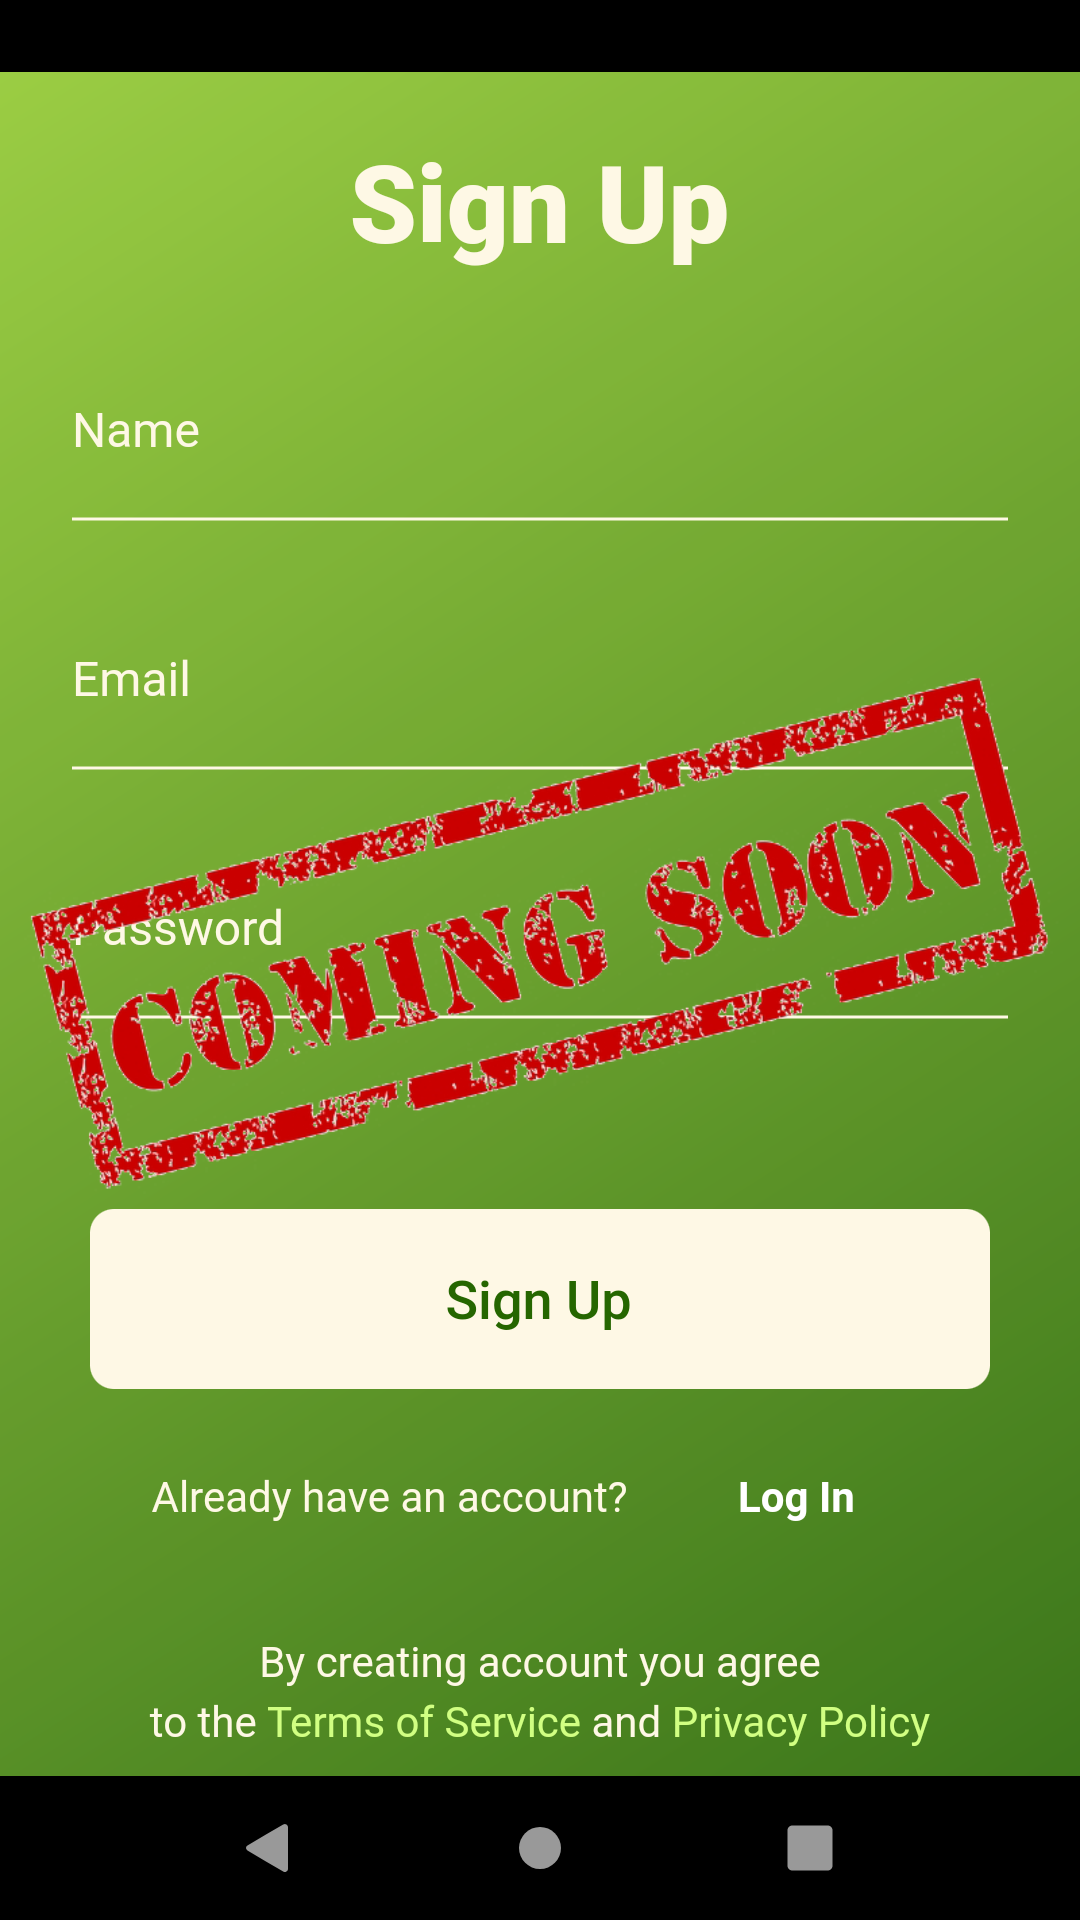 Sign Up
Name
Email
Password
COMING SOON
Sign Up
Already have an account? Log In
By creating account you agree
to the Terms of Service and Privacy Policy